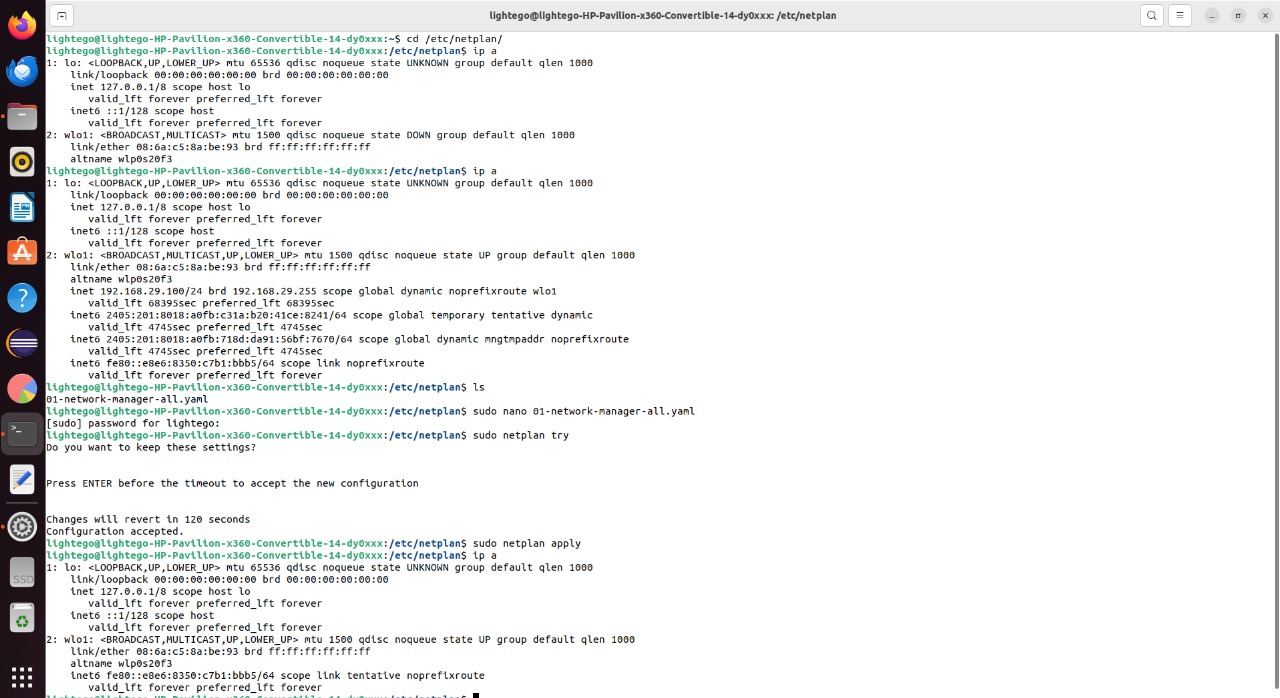 lightego@lightego-HP-Pavilion-x360-Convertible-14-dy0xxx: /etc/netplan
lightego@lightego-HP-Pavilion-x360-Convertible-14-dy0xxx:~$ cd /etc/netplan/
lightego@lightego-HP-Pavilion-x360-Convertible-14-dy0xxx:/etc/netplan$ ip a
1: lo: <LOOPBACK,UP,LOWER_UP> mtu 65536 qdisc noqueue state UNKNOWN group default qlen 1000
    link/loopback 00:00:00:00:00:00 brd 00:00:00:00:00:00
    inet 127.0.0.1/8 scope host lo
       valid_lft forever preferred_lft forever
    inet6 ::1/128 scope host
       valid_lft forever preferred_lft forever
2: wlo1: <BROADCAST,MULTICAST> mtu 1500 qdisc noqueue state DOWN group default qlen 1000
    link/ether 08:6a:c5:8a:be:93 brd ff:ff:ff:ff:ff:ff
    altname wlp0s20f3
lightego@lightego-HP-Pavilion-x360-Convertible-14-dy0xxx:/etc/netplan$ ip a
1: lo: <LOOPBACK,UP,LOWER_UP> mtu 65536 qdisc noqueue state UNKNOWN group default qlen 1000
    link/loopback 00:00:00:00:00:00 brd 00:00:00:00:00:00
    inet 127.0.0.1/8 scope host lo
       valid_lft forever preferred_lft forever
    inet6 ::1/128 scope host
       valid_lft forever preferred_lft forever
2: wlo1: <BROADCAST,MULTICAST,UP,LOWER_UP> mtu 1500 qdisc noqueue state UP group default qlen 1000
    link/ether 08:6a:c5:8a:be:93 brd ff:ff:ff:ff:ff:ff
    altname wlp0s20f3
    inet 192.168.29.100/24 brd 192.168.29.255 scope global dynamic noprefixroute wlo1
       valid_lft 68395sec preferred_lft 68395sec
    inet6 2405:201:8018:a0fb:c31a:b20:41ce:8241/64 scope global temporary tentative dynamic
       valid_lft 4745sec preferred_lft 4745sec
    inet6 2405:201:8018:a0fb:718d:da91:56bf:7670/64 scope global dynamic mngtmpaddr noprefixroute
       valid_lft 4745sec preferred_lft 4745sec
    inet6 fe80::e8e6:8350:c7b1:bbb5/64 scope link noprefixroute
       valid_lft forever preferred_lft forever
lightego@lightego-HP-Pavilion-x360-Convertible-14-dy0xxx:/etc/netplan$ ls
01-network-manager-all.yaml
lightego@lightego-HP-Pavilion-x360-Convertible-14-dy0xxx:/etc/netplan$ sudo nano 01-network-manager-all.yaml
[sudo] password for lightego:
lightego@lightego-HP-Pavilion-x360-Convertible-14-dy0xxx:/etc/netplan$ sudo netplan try
Do you want to keep these settings?
Press ENTER before the timeout to accept the new configuration
Changes will revert in 120 seconds
Configuration accepted.
lightego@lightego-HP-Pavilion-x360-Convertible-14-dy0xxx:/etc/netplan$ sudo netplan apply
lightego@lightego-HP-Pavilion-x360-Convertible-14-dy0xxx:/etc/netplan$ ip a
1: lo: <LOOPBACK,UP,LOWER_UP> mtu 65536 qdisc noqueue state UNKNOWN group default qlen 1000
    link/loopback 00:00:00:00:00:00 brd 00:00:00:00:00:00
    inet 127.0.0.1/8 scope host lo
       valid_lft forever preferred_lft forever
    inet6 ::1/128 scope host
       valid_lft forever preferred_lft forever
2: wlo1: <BROADCAST,MULTICAST,UP,LOWER_UP> mtu 1500 qdisc noqueue state UP group default qlen 1000
    link/ether 08:6a:c5:8a:be:93 brd ff:ff:ff:ff:ff:ff
    altname wlp0s20f3
    inet6 fe80::e8e6:8350:c7b1:bbb5/64 scope link tentative noprefixroute
       valid_lft forever preferred_lft forever
SSD